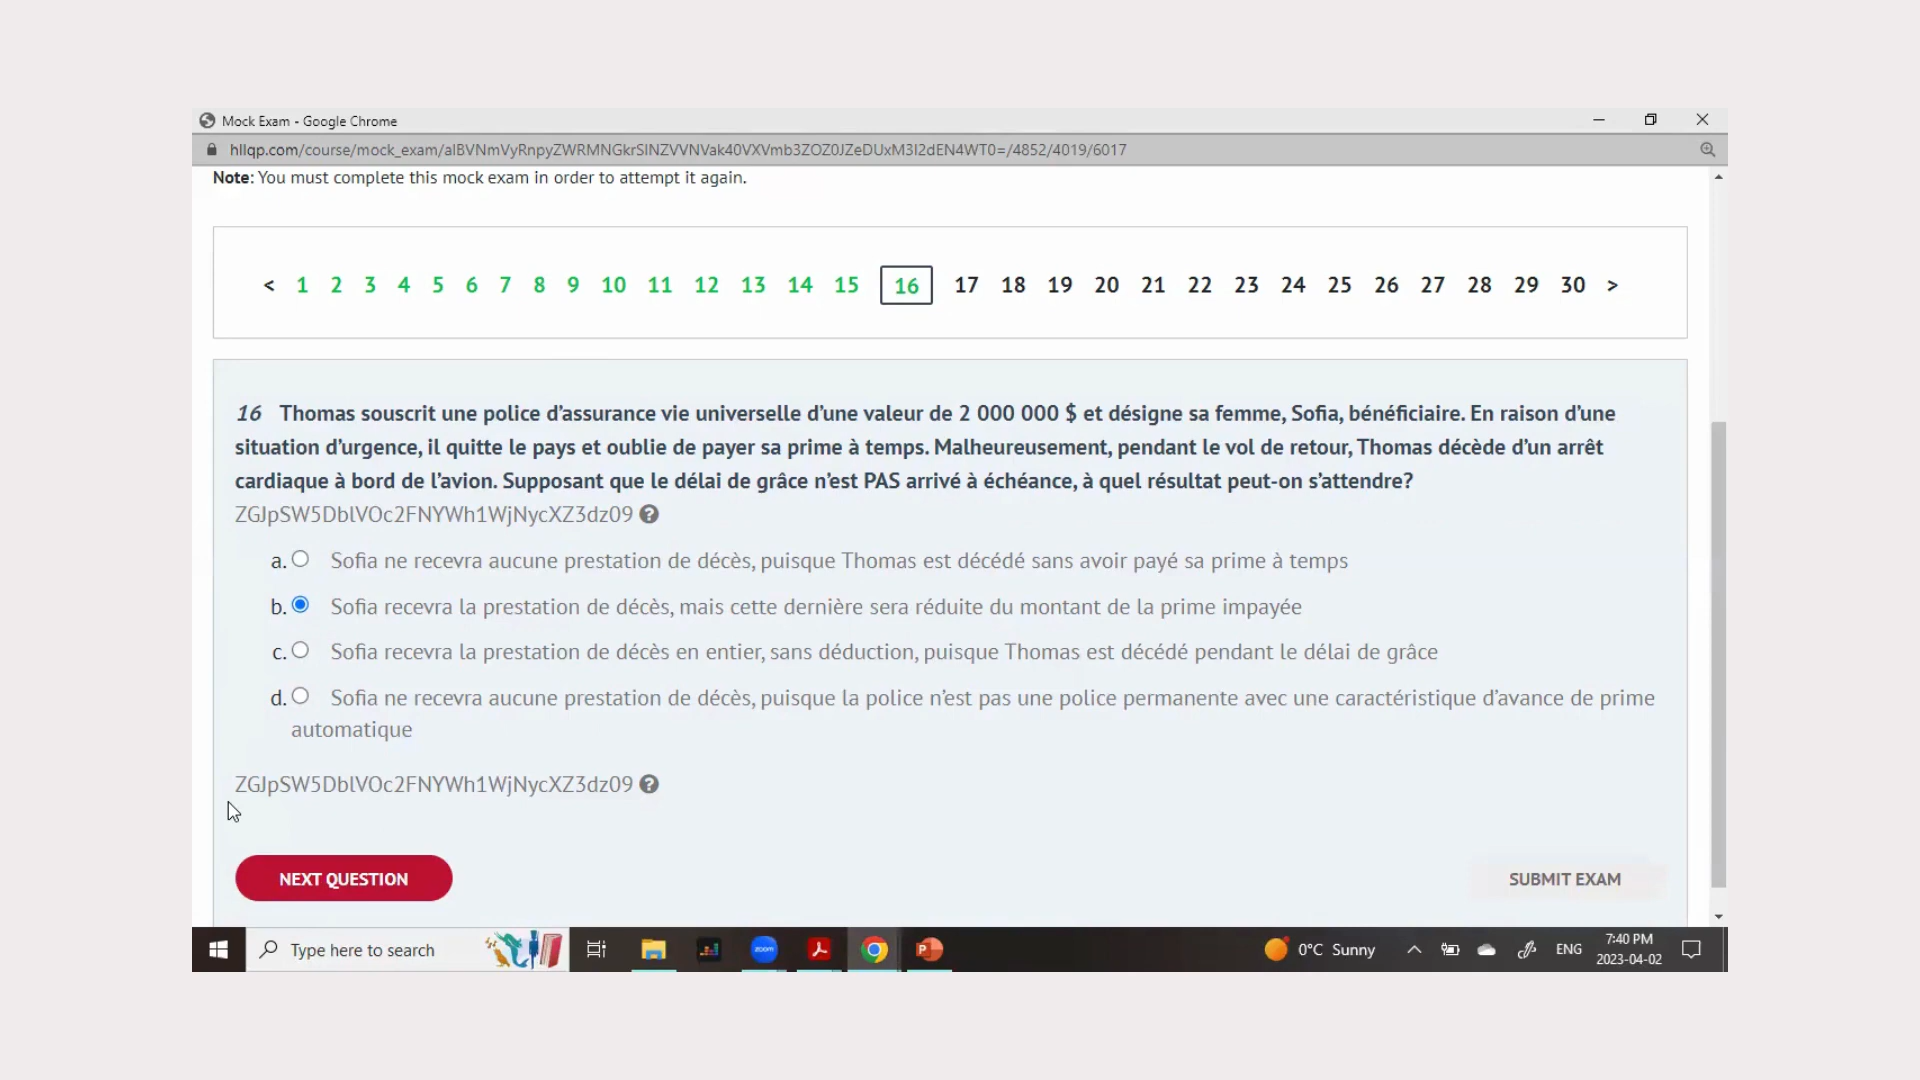 Mock Exam - Google Chrome
hllqp.com/course/mock_exam/alBVNmVyRnpyZWRMNGkrSlNZVVNVak40VXVmb3ZOZ0JZeDUxM3l2dEN4WT0=/4852/4019/6017
Note: You must complete this mock exam in order to attempt it again.
< 1 2 3 4 5 6 7 8 9 10 11 12 13 14 15 16 17 18 19 20 21 22 23 24 25 26 27 28 29 30 >
16 Thomas souscrit une police d’assurance vie universelle d’une valeur de 2 000 000 $ et désigne sa femme, Sofia, bénéficiaire. En raison d’une
situation d’urgence, il quitte le pays et oublie de payer sa prime à temps. Malheureusement, pendant le vol de retour, Thomas décède d’un arrêt
cardiaque à bord de l’avion. Supposant que le délai de grâce n’est PAS arrivé à échéance, à quel résultat peut-on s’attendre?
ZGJpSW5DblVOc2FNYWh1WjNycXZ3dz09
a. Sofia ne recevra aucune prestation de décès, puisque Thomas est décédé sans avoir payé sa prime à temps
b. Sofia recevra la prestation de décès, mais cette dernière sera réduite du montant de la prime impayée
c. Sofia recevra la prestation de décès en entier, sans déduction, puisque Thomas est décédé pendant le délai de grâce
d. Sofia ne recevra aucune prestation de décès, puisque la police n’est pas une police permanente avec une caractéristique d’avance de prime
automatique
ZGJpSW5DblVOc2FNYWh1WjNycXZ3dz09
NEXT QUESTION
SUBMIT EXAM
Type here to search
zoom
0°C Sunny
ENG
7:40 PM
2023-04-02